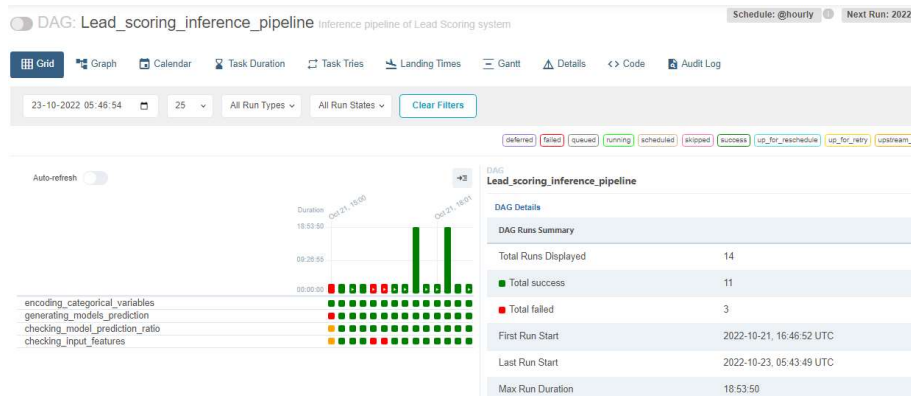 DAG: Lead_scoring_inference_pipeline Inference pipeline of Lead Scoring system
Schedule: @hourly Next Run: 2022
Grid Graph Calendar Task Duration Task Tries Landing Times Gantt Details <> Code Audit Log
23-10-2022 05:46:54 25 All Run Types All Run States Clear Filters
deferred failed queued running scheduled skipped success up_for_reschedule up_for_retry upstream_
Auto-refresh
Duration Oct 21, 16:00 Oct 21, 18:01
18:53:50
09:26:55
00:00:00
encoding_categorical_variables
generating_models_prediction
checking_model_prediction_ratio
checking_input_features
DAG
Lead_scoring_inference_pipeline
DAG Details
DAG Runs Summary
Total Runs Displayed 14
Total success 11
Total failed 3
First Run Start 2022-10-21, 16:46:52 UTC
Last Run Start 2022-10-23, 05:43:49 UTC
Max Run Duration 18:53:50